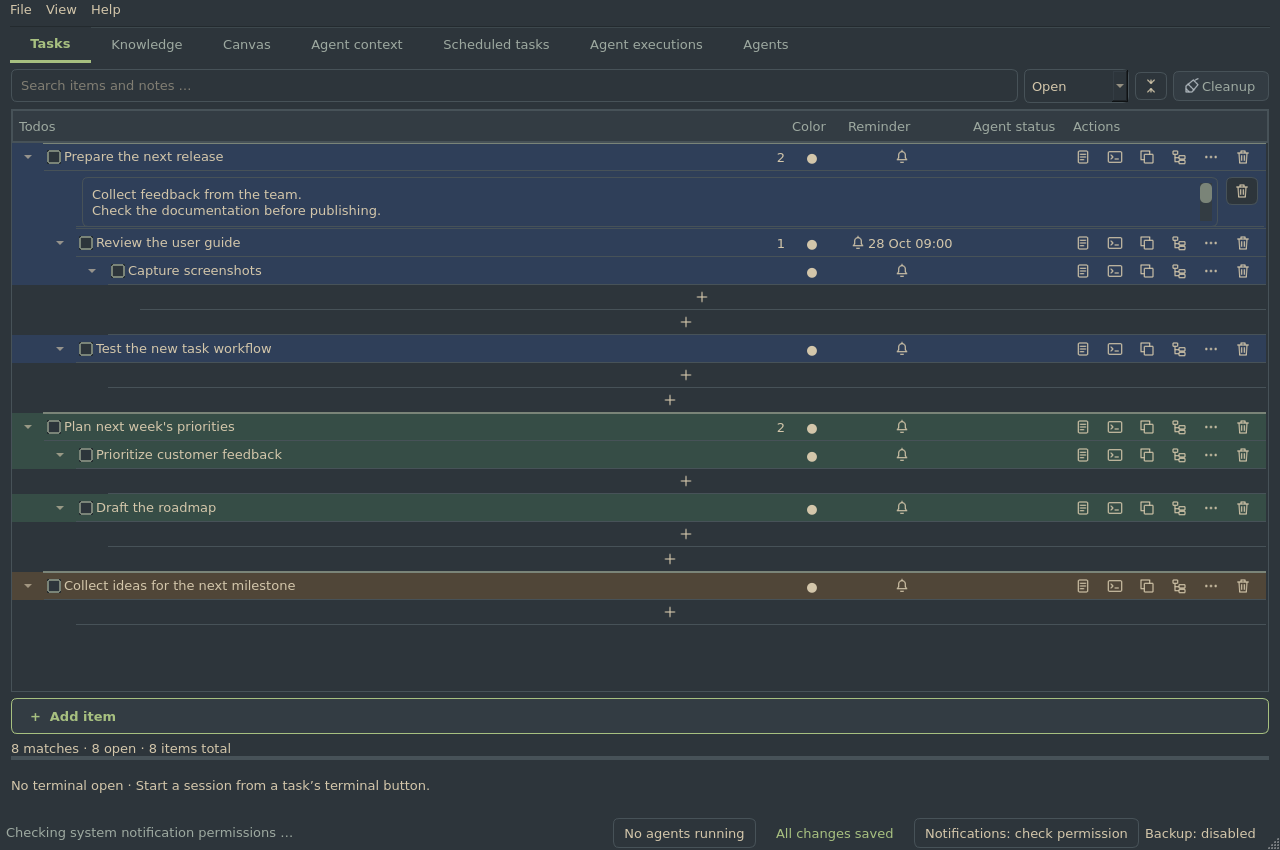 File View Help
Tasks Knowledge Canvas Agent context Scheduled tasks Agent executions Agents
Search items and notes … Open Cleanup
Todos Color Reminder Agent status Actions
Prepare the next release 2
Collect feedback from the team.
Check the documentation before publishing.
Review the user guide 1 28 Oct 09:00
Capture screenshots
+
+
Test the new task workflow
+
+
Plan next week's priorities 2
Prioritize customer feedback
+
Draft the roadmap
+
+
Collect ideas for the next milestone
+
+ Add item
8 matches · 8 open · 8 items total
No terminal open · Start a session from a task’s terminal button.
Checking system notification permissions … No agents running All changes saved Notifications: check permission Backup: disabled